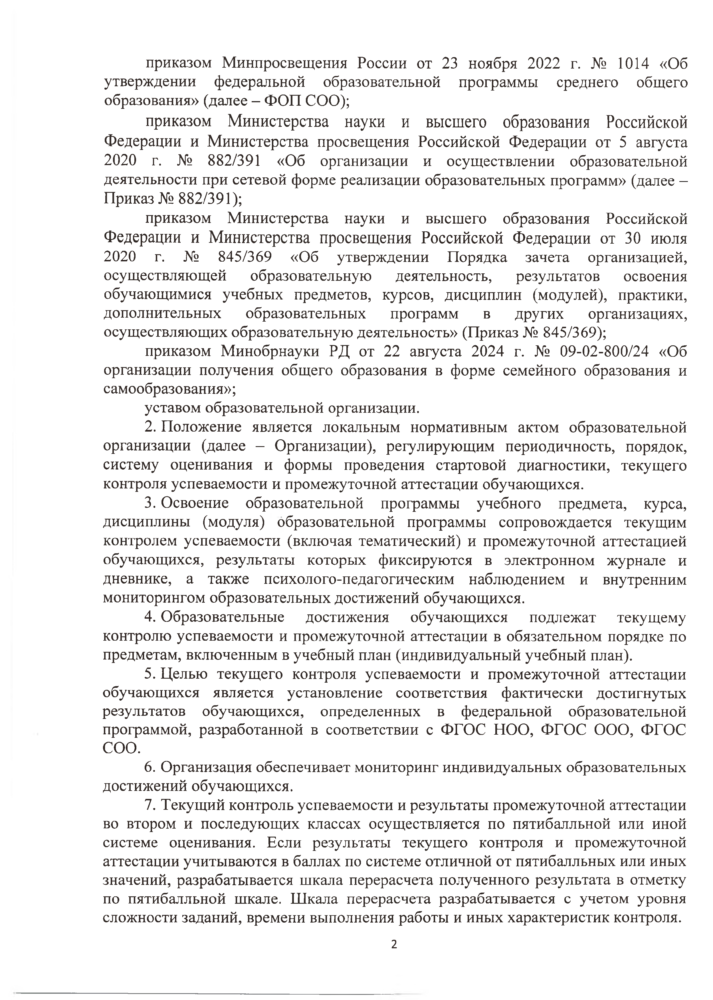 приказом Минпросвещения России от 23 ноября 2022 г. № 1014 «Об
утверждении федеральной образовательной программы среднего общего
образования» (далее – ФОП СОО);
приказом Министерства науки и высшего образования Российской
Федерации и Министерства просвещения Российской Федерации от 5 августа
2020 г. № 882/391 «Об организации и осуществлении образовательной
деятельности при сетевой форме реализации образовательных программ» (далее –
Приказ № 882/391);
приказом Министерства науки и высшего образования Российской
Федерации и Министерства просвещения Российской Федерации от 30 июля
2020 г. № 845/369 «Об утверждении Порядка зачета организацией,
осуществляющей образовательную деятельность, результатов освоения
обучающимися учебных предметов, курсов, дисциплин (модулей), практики,
дополнительных образовательных программ в других организациях,
осуществляющих образовательную деятельность» (Приказ № 845/369);
приказом Минобрнауки РД от 22 августа 2024 г. № 09-02-800/24 «Об
организации получения общего образования в форме семейного образования и
самообразования»;
уставом образовательной организации.
2. Положение является локальным нормативным актом образовательной
организации (далее – Организации), регулирующим периодичность, порядок,
систему оценивания и формы проведения стартовой диагностики, текущего
контроля успеваемости и промежуточной аттестации обучающихся.
3. Освоение образовательной программы учебного предмета, курса,
дисциплины (модуля) образовательной программы сопровождается текущим
контролем успеваемости (включая тематический) и промежуточной аттестацией
обучающихся, результаты которых фиксируются в электронном журнале и
дневнике, а также психолого-педагогическим наблюдением и внутренним
мониторингом образовательных достижений обучающихся.
4. Образовательные достижения обучающихся подлежат текущему
контролю успеваемости и промежуточной аттестации в обязательном порядке по
предметам, включенным в учебный план (индивидуальный учебный план).
5. Целью текущего контроля успеваемости и промежуточной аттестации
обучающихся является установление соответствия фактически достигнутых
результатов обучающихся, определенных в федеральной образовательной
программой, разработанной в соответствии с ФГОС НОО, ФГОС ООО, ФГОС
СОО.
6. Организация обеспечивает мониторинг индивидуальных образовательных
достижений обучающихся.
7. Текущий контроль успеваемости и результаты промежуточной аттестации
во втором и последующих классах осуществляется по пятибалльной или иной
системе оценивания. Если результаты текущего контроля и промежуточной
аттестации учитываются в баллах по системе отличной от пятибалльных или иных
значений, разрабатывается шкала перерасчета полученного результата в отметку
по пятибалльной шкале. Шкала перерасчета разрабатывается с учетом уровня
сложности заданий, времени выполнения работы и иных характеристик контроля.
2